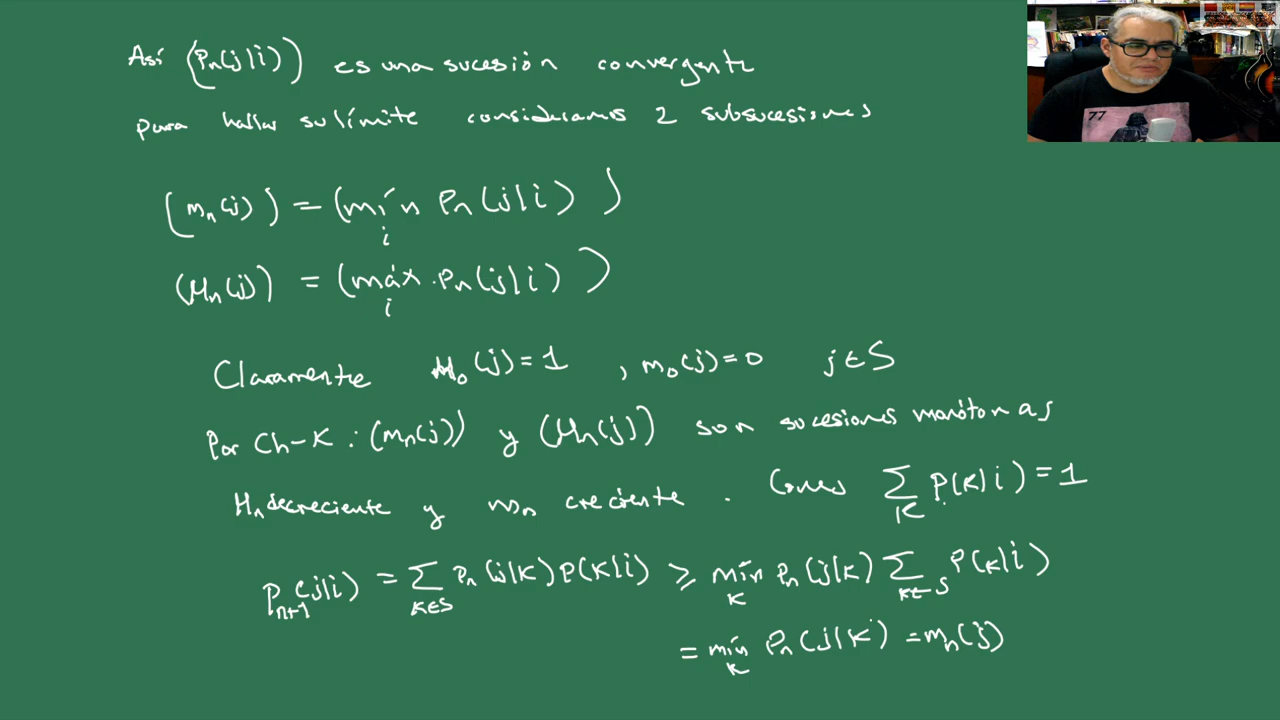 Así (Pn(j|i)) es una sucesión convergente
para hallar su límite consideramos 2 subsucesiones
(mn(j)) = (mín i Pn(j|i))
(Mn(j)) = (máx i Pn(j|i))
Claramente M0(j)=1, m0(j)=0 j∈S
Por Ch-K: (mn(j)) y (Mn(j)) son sucesiones monótonas
Mn decreciente y mn creciente. Como ∑K P(K|i)=1
Pn+1(j|i) = ∑K∈S Pn(j|K)P(K|i) ≥ mín K Pn(j|K) ∑K∈S P(K|i)
= mín K Pn(j|K) = mn(j)
77